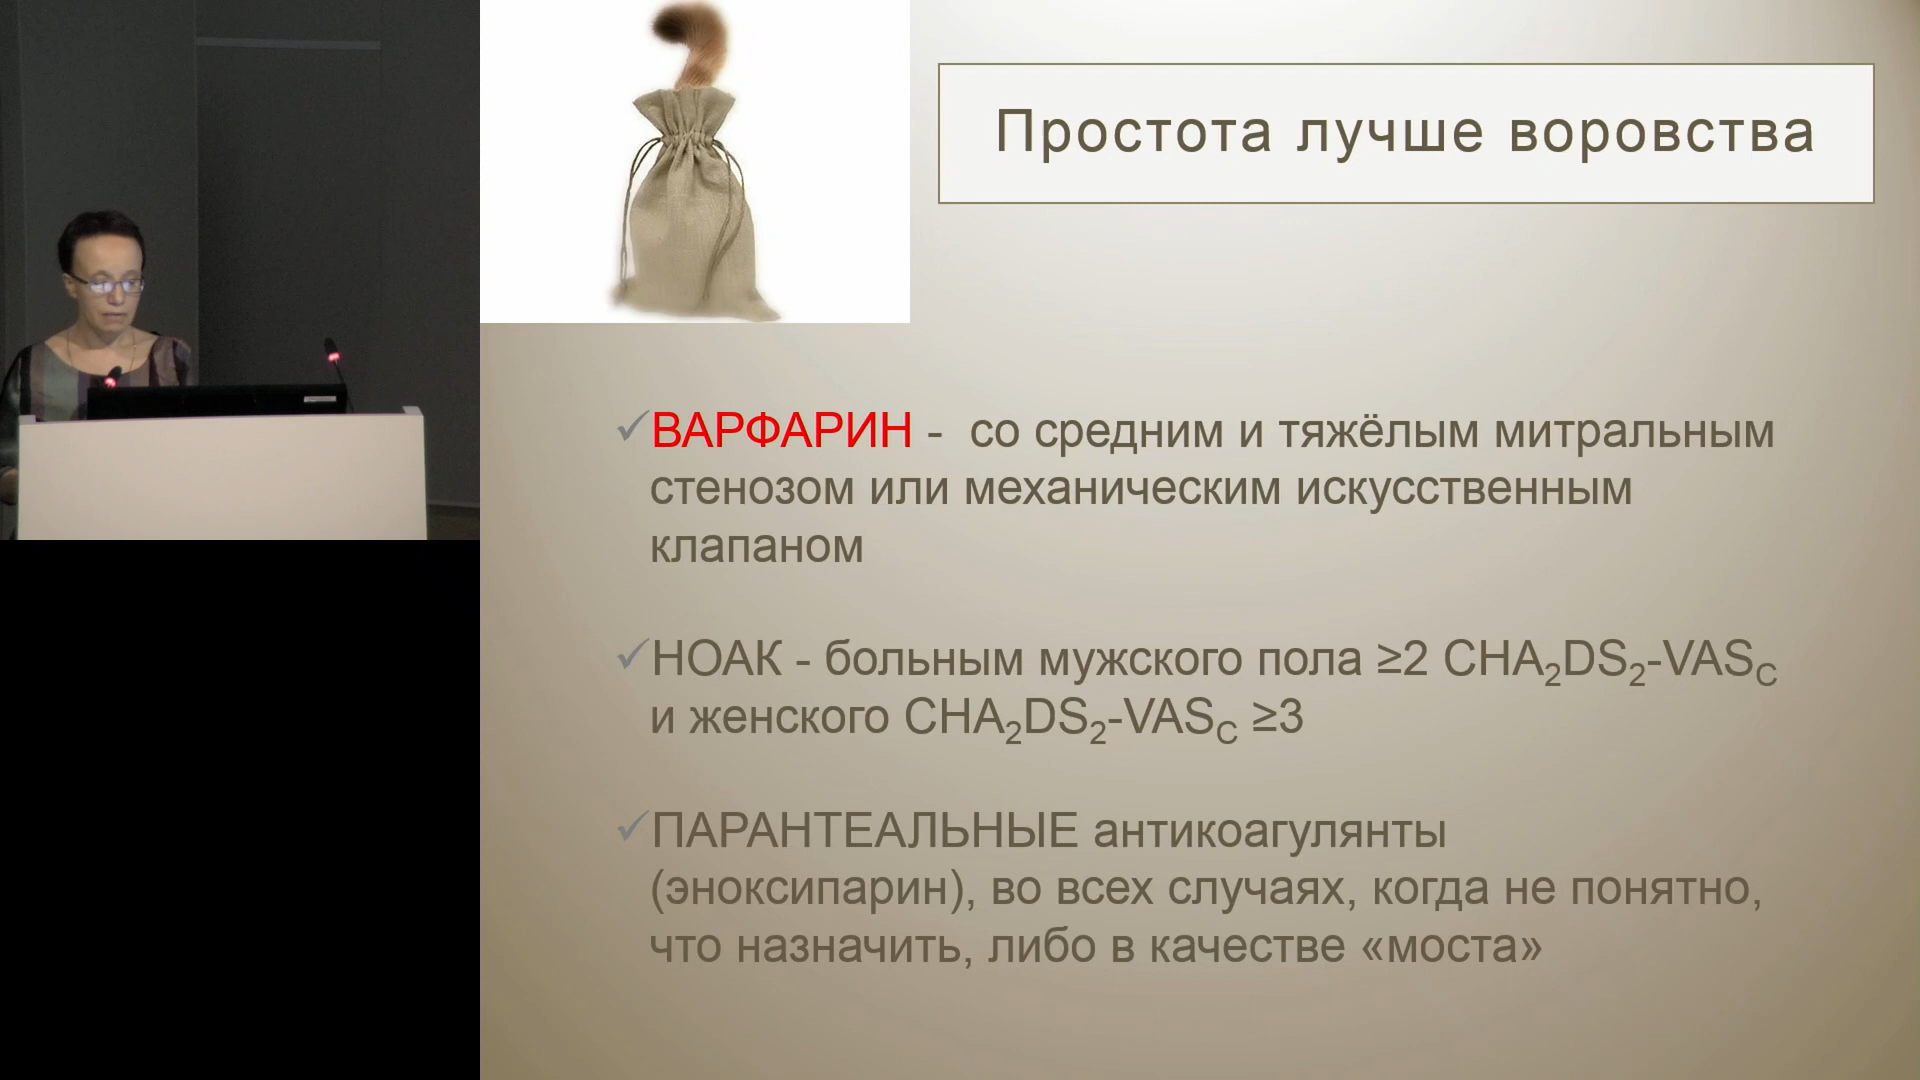 Простота лучше воровства
✓ВАРФАРИН - со средним и тяжёлым митральным
стенозом или механическим искусственным
клапаном
✓НОАК - больным мужского пола ≥2 CHA₂DS₂-VASC
и женского CHA₂DS₂-VASC ≥3
✓ПАРАНТЕАЛЬНЫЕ антикоагулянты
(эноксипарин), во всех случаях, когда не понятно,
что назначить, либо в качестве «моста»